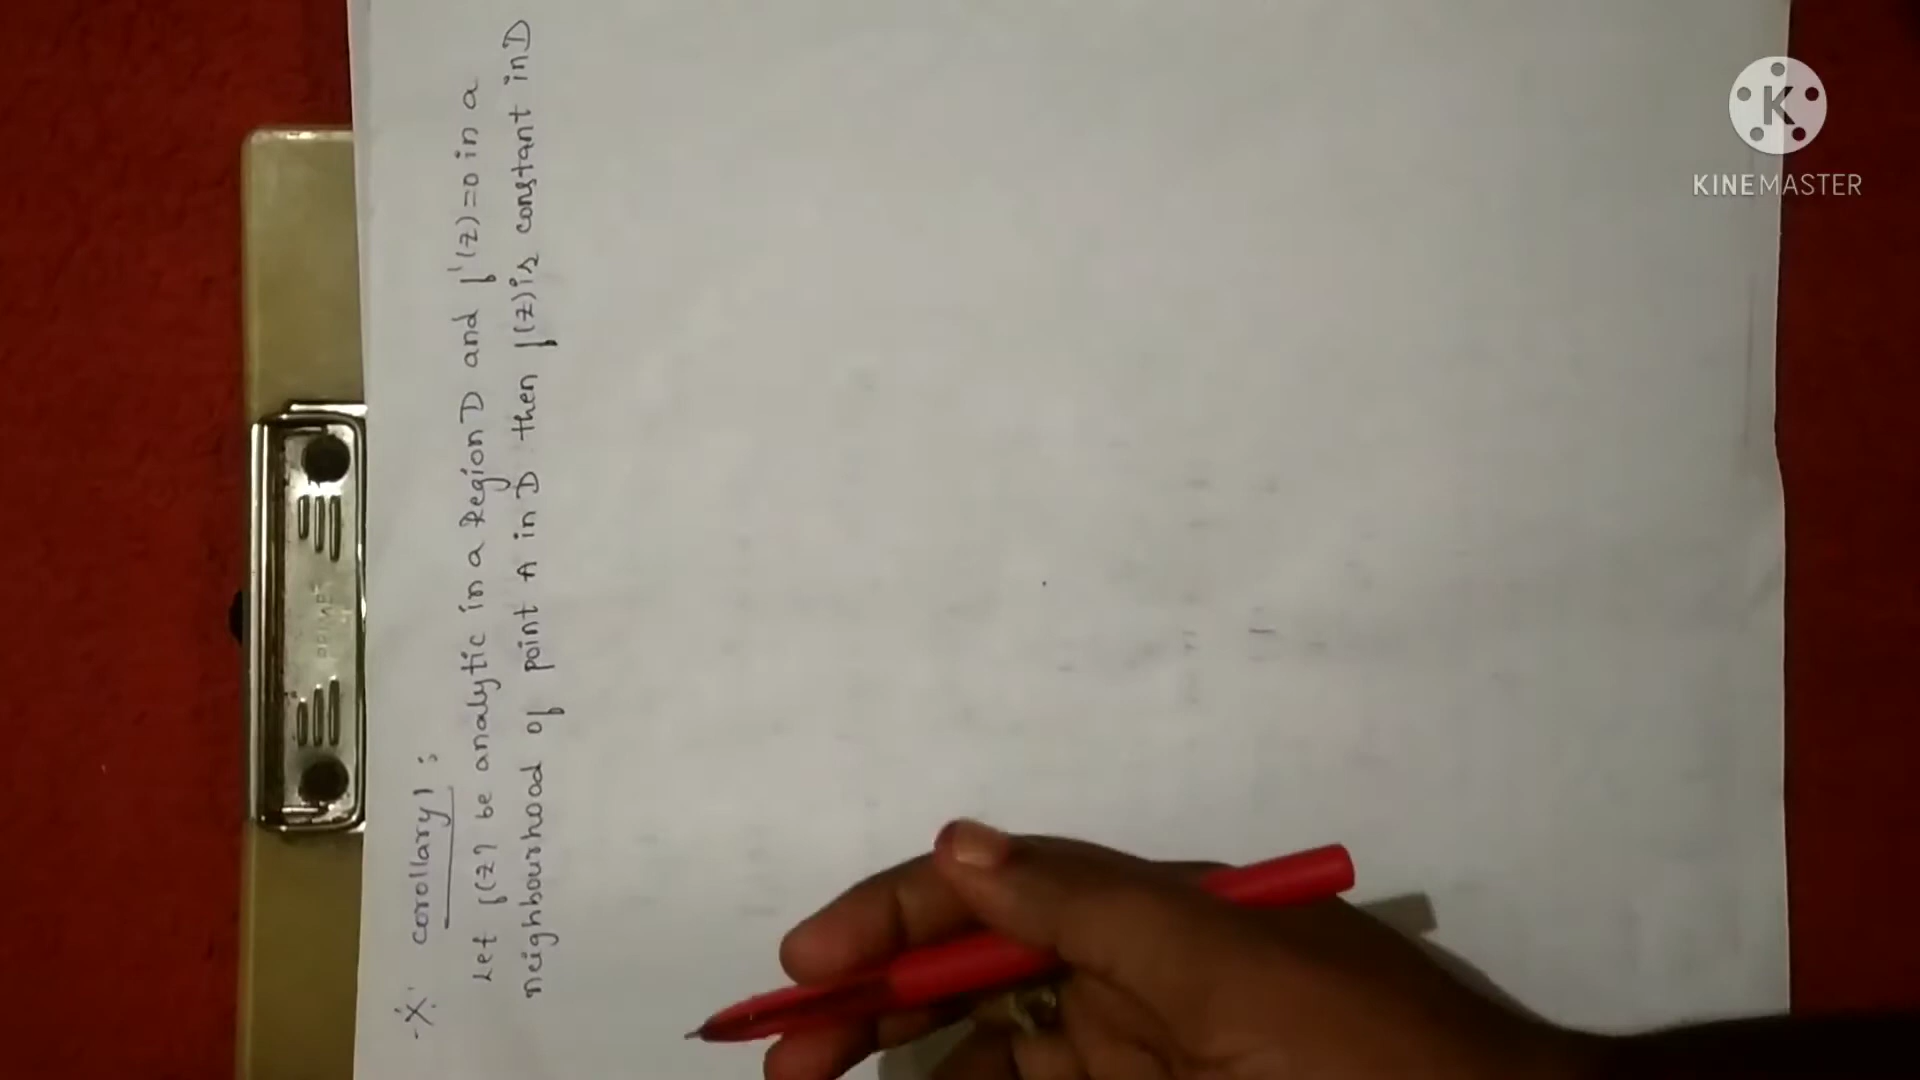 ※ corollary 1 :
Let f(z) be analytic in a Region D and f'(z)=0 in a
neighbourhood of point A in D then f(z) is constant in D
K
KINEMASTER